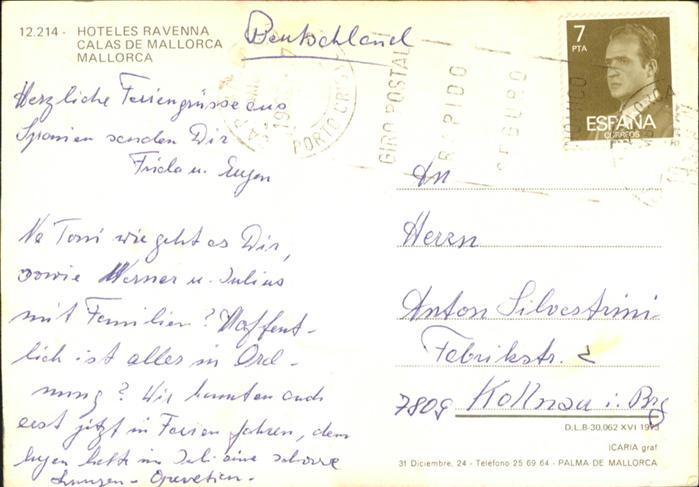 12.214 - HOTELES RAVENNA
CALAS DE MALLORCA
MALLORCA
Deutschland
7
PTA
ESPAÑA
CORREOS
PORTO CRISTO
19
GIRO POSTAL
RAPIDO
SEGURO
Herzliche Feriengrüsse aus
Spanien senden Dir
Frida u. Eugen
Na Toni wie geht es Dir,
sowie Werner u. Julius
mit Familien? Hoffent-
lich ist alles in Ord-
nung? Wir konnten auch
erst jetzt in Ferien fahren, denn
Eugen hatte im Juli eine schwere
Lungen - Operation -
An
Herrn
Anton Silvestrini
Fabrikstr. 2
7809 Kollnau i. Brg
D.L.B-30.062 XVI
ICARIA graf.
31 Diciembre, 24 - Teléfono 25 69 64 - PALMA DE MALLORCA